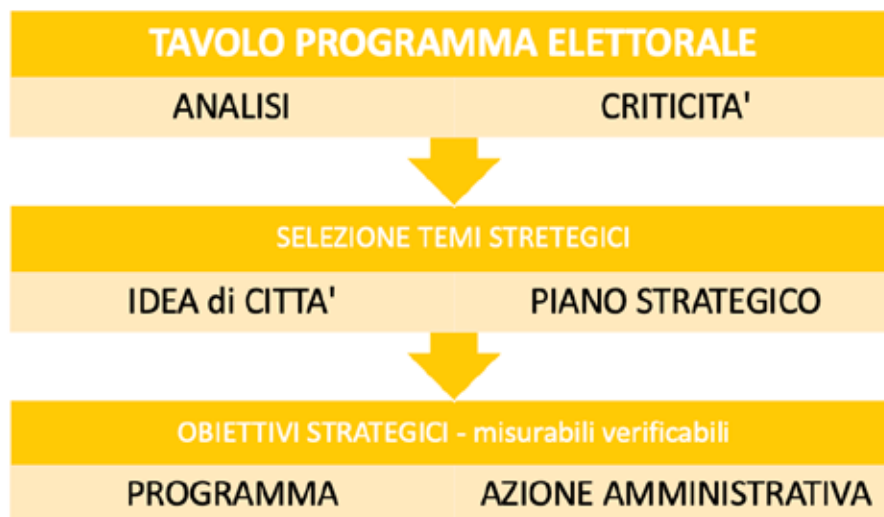 TAVOLO PROGRAMMA ELETTORALE
ANALISI CRITICITA'
SELEZIONE TEMI STRETEGICI
IDEA di CITTA' PIANO STRATEGICO
OBIETTIVI STRATEGICI - misurabili verificabili
PROGRAMMA AZIONE AMMINISTRATIVA